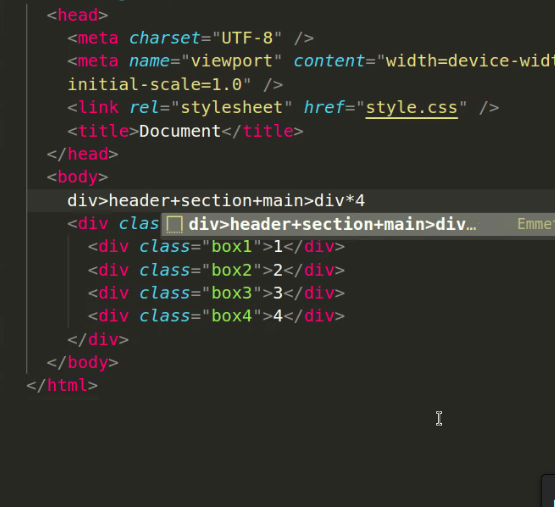 <head>
<meta charset="UTF-8" />
<meta name="viewport" content="width=device-widt
initial-scale=1.0" />
<link rel="stylesheet" href="style.css" />
<title>Document</title>
</head>
<body>
div>header+section+main>div*4
<div clas div>header+section+main>div… Emmet
<div class="box1">1</div>
<div class="box2">2</div>
<div class="box3">3</div>
<div class="box4">4</div>
</div>
</body>
</html>